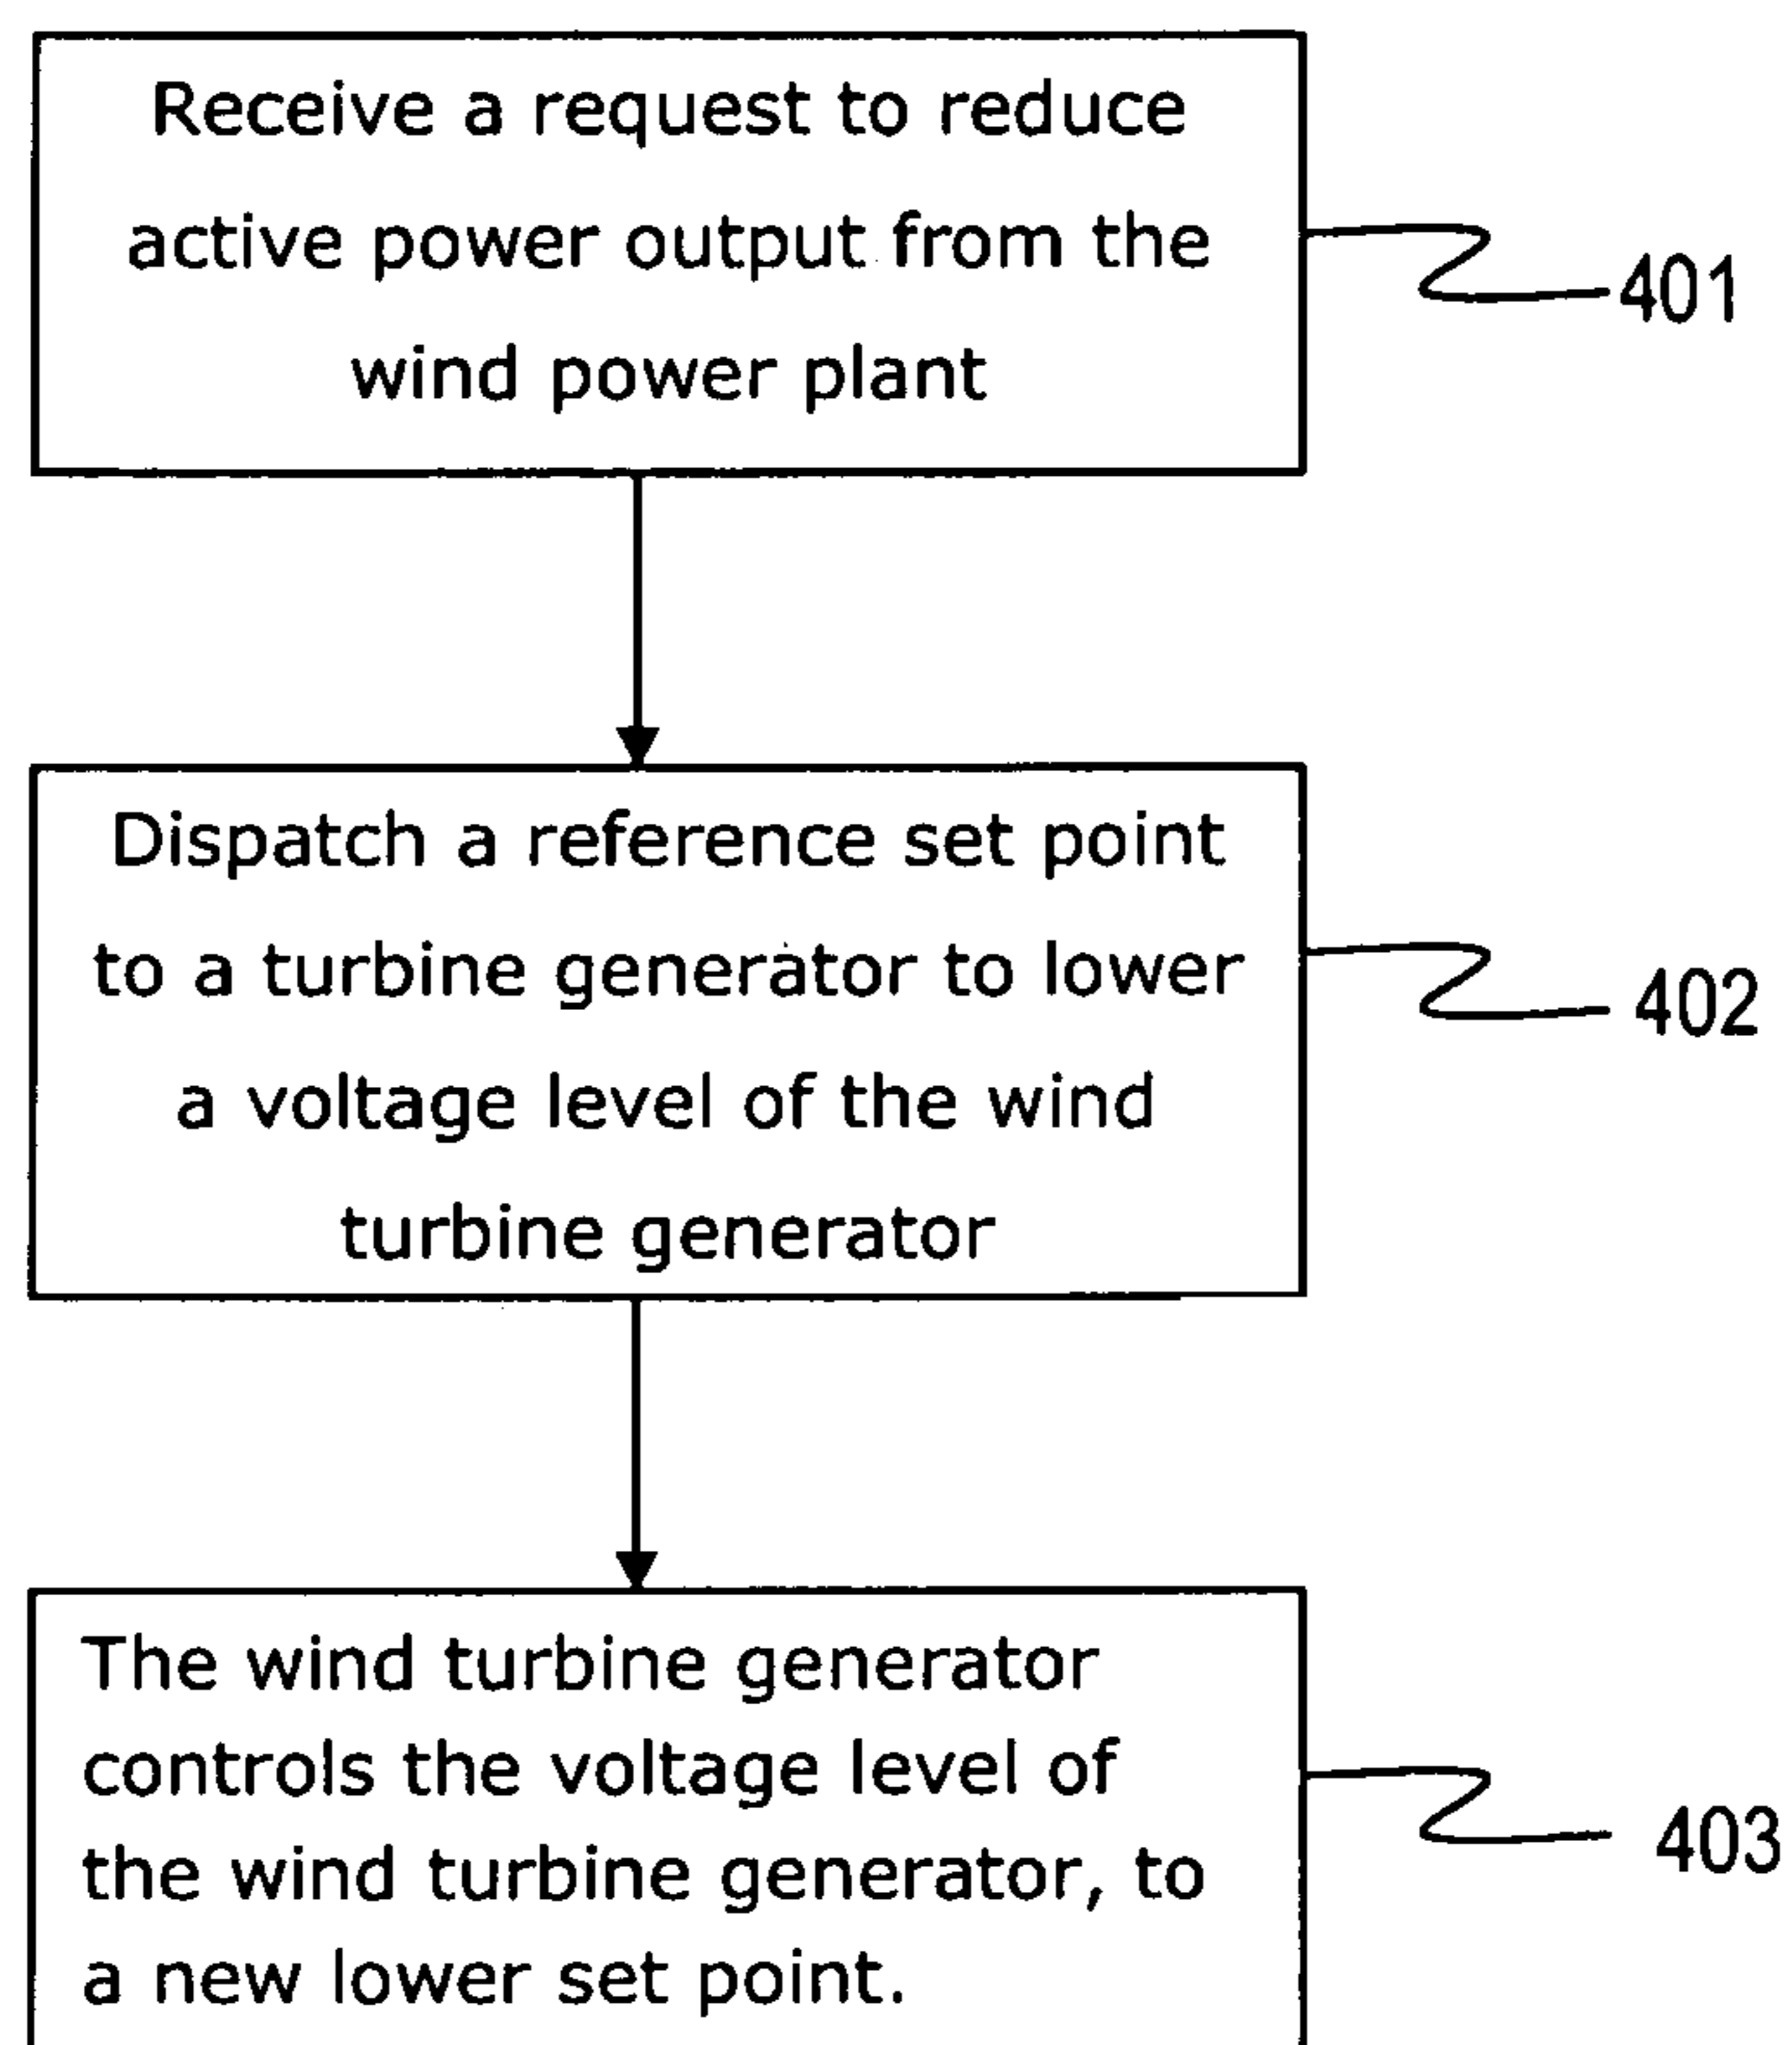 Receive a request to reduce
active power output from the
wind power plant
401
Dispatch a reference set point
to a turbine generator to lower
a voltage level of the wind
turbine generator
402
The wind turbine generator
controls the voltage level of
the wind turbine generator, to
a new lower set point.
403